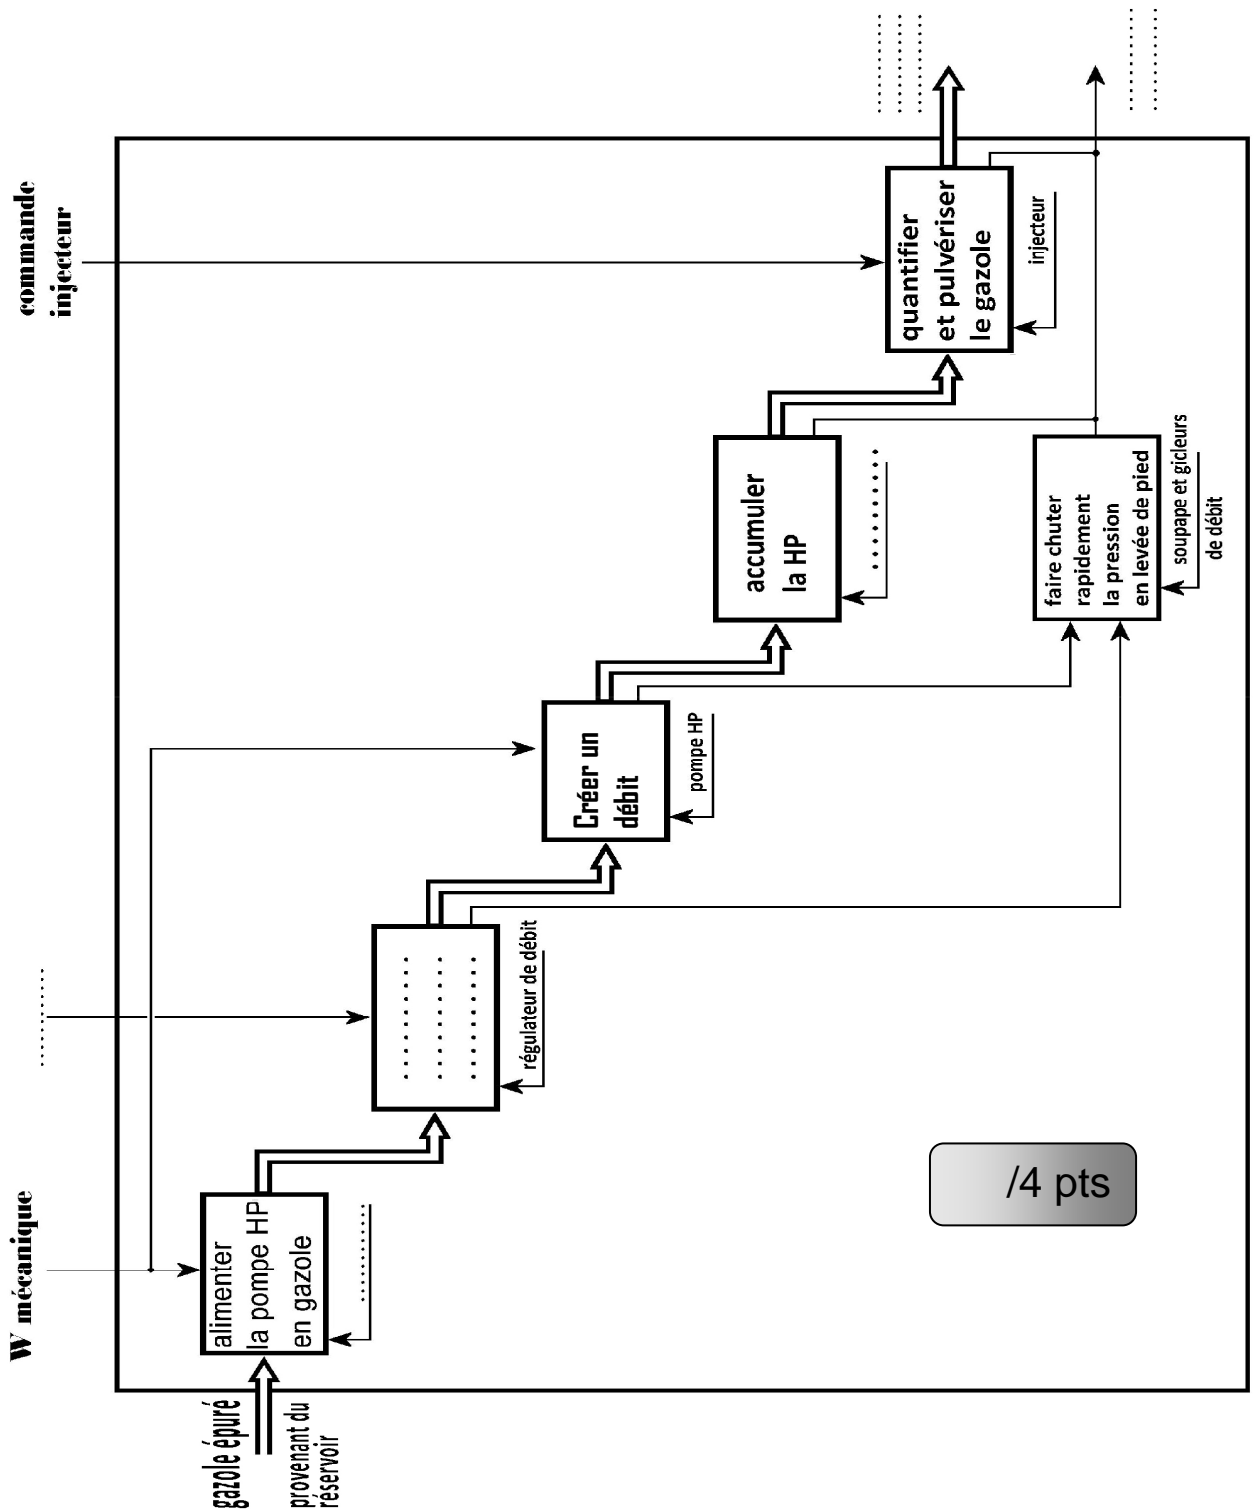 W mécanique
commande
injecteur
gazole épuré
provenant du
réservoir
alimenter
la pompe HP
en gazole
régulateur de débit
Créer un
débit
pompe HP
accumuler
la HP
quantifier
et pulvériser
le gazole
injecteur
faire chuter
rapidement
la pression
en levée de pied
soupape et gicleurs
de débit
/4 pts